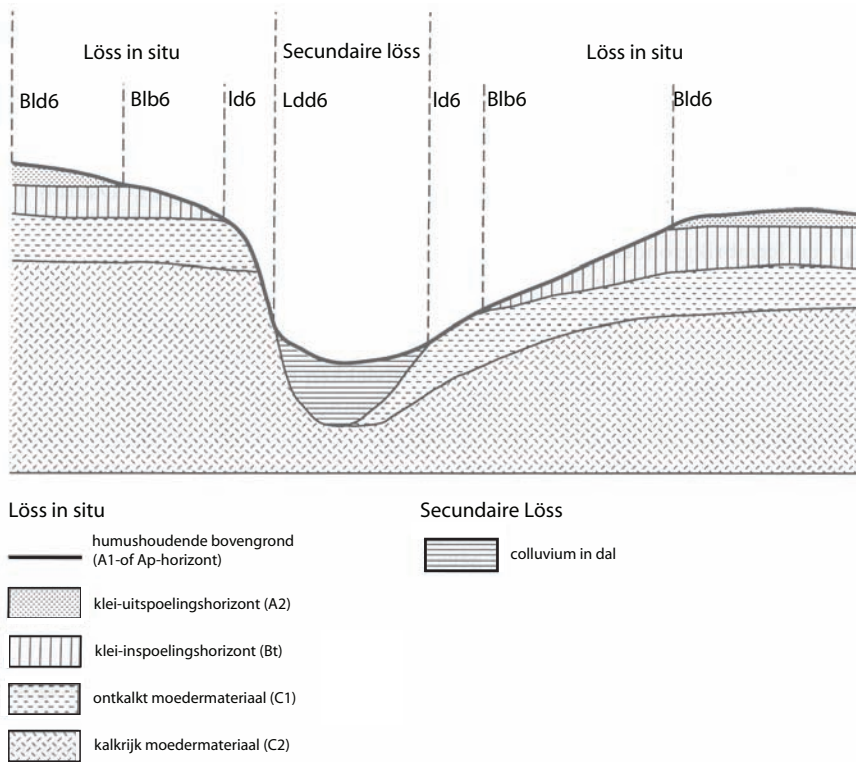 Löss in situ
Secundaire löss
Löss in situ
Bld6
Blb6
ld6
Ldd6
ld6
Blb6
Bld6
Löss in situ
humushoudende bovengrond
(A1-of Ap-horizont)
klei-uitspoelingshorizont (A2)
klei-inspoelingshorizont (Bt)
ontkalkt moedermateriaal (C1)
kalkrijk moedermateriaal (C2)
Secundaire Löss
colluvium in dal